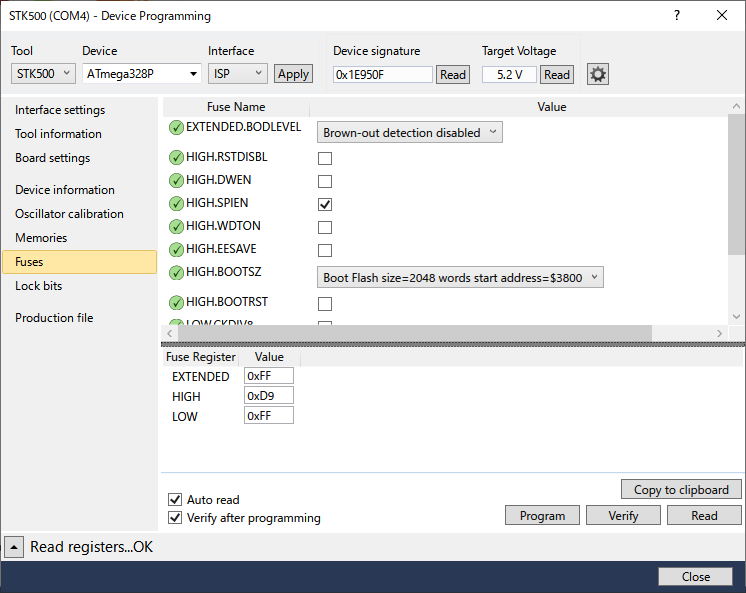 STK500 (COM4) - Device Programming
?
Tool Device Interface Device signature Target Voltage
STK500 ATmega328P ISP Apply 0x1E950F Read 5.2 V Read
Interface settings
Tool information
Board settings
Device information
Oscillator calibration
Memories
Fuses
Lock bits
Production file
Fuse Name Value
EXTENDED.BODLEVEL Brown-out detection disabled
HIGH.RSTDISBL
HIGH.DWEN
HIGH.SPIEN
HIGH.WDTON
HIGH.EESAVE
HIGH.BOOTSZ Boot Flash size=2048 words start address=$3800
HIGH.BOOTRST
LOW.CKDIV8
Fuse Register Value
EXTENDED 0xFF
HIGH 0xD9
LOW 0xFF
Copy to clipboard
Auto read
Verify after programming
Program Verify Read
Read registers...OK
Close